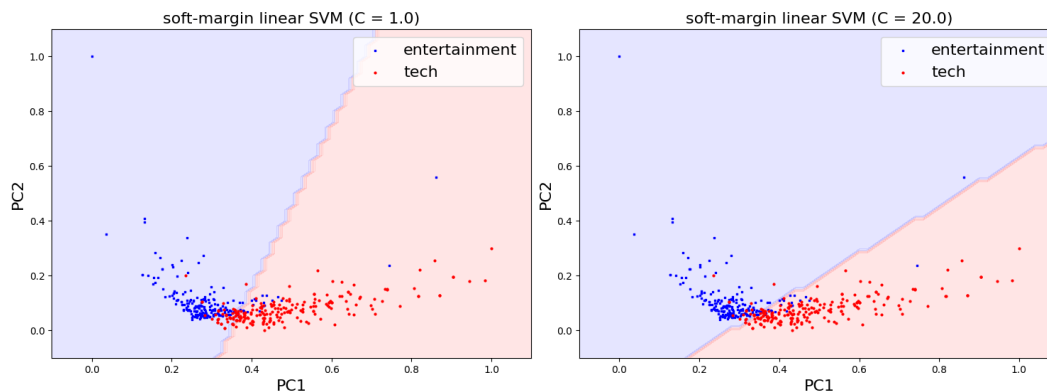 soft-margin linear SVM (C = 1.0)
entertainment
tech
PC2
1.0
0.8
0.6
0.4
0.2
0.0
0.0 0.2 0.4 0.6 0.8 1.0
PC1
soft-margin linear SVM (C = 20.0)
entertainment
tech
PC2
1.0
0.8
0.6
0.4
0.2
0.0
0.0 0.2 0.4 0.6 0.8 1.0
PC1